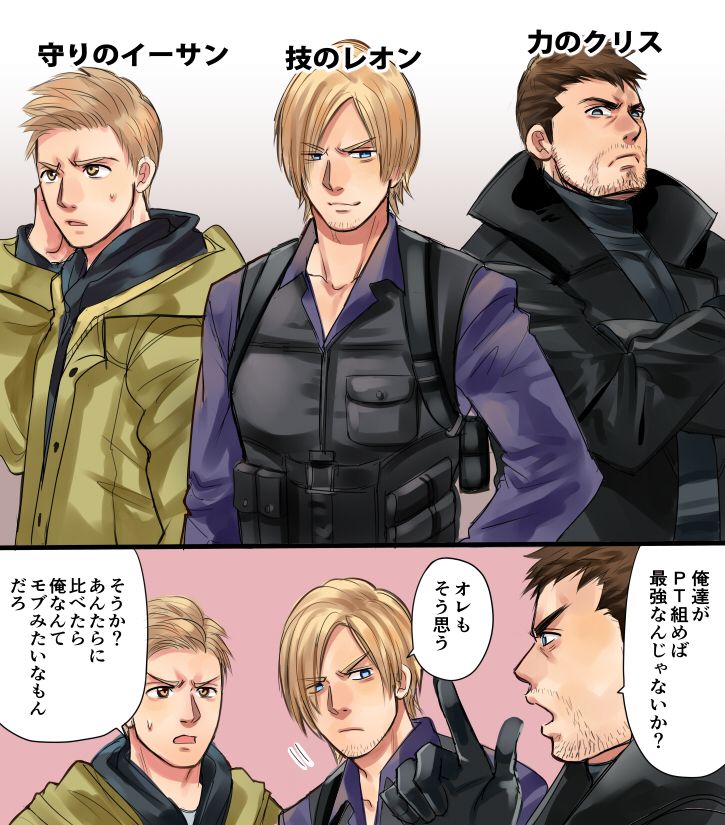 守りのイーサン
技のレオン
力のクリス
俺達が
PT組めば
最強なんじゃないか?
オレも
そう思う
そうか?
あんたらに
比べたら
俺なんて
モブみたいなもん
だろ